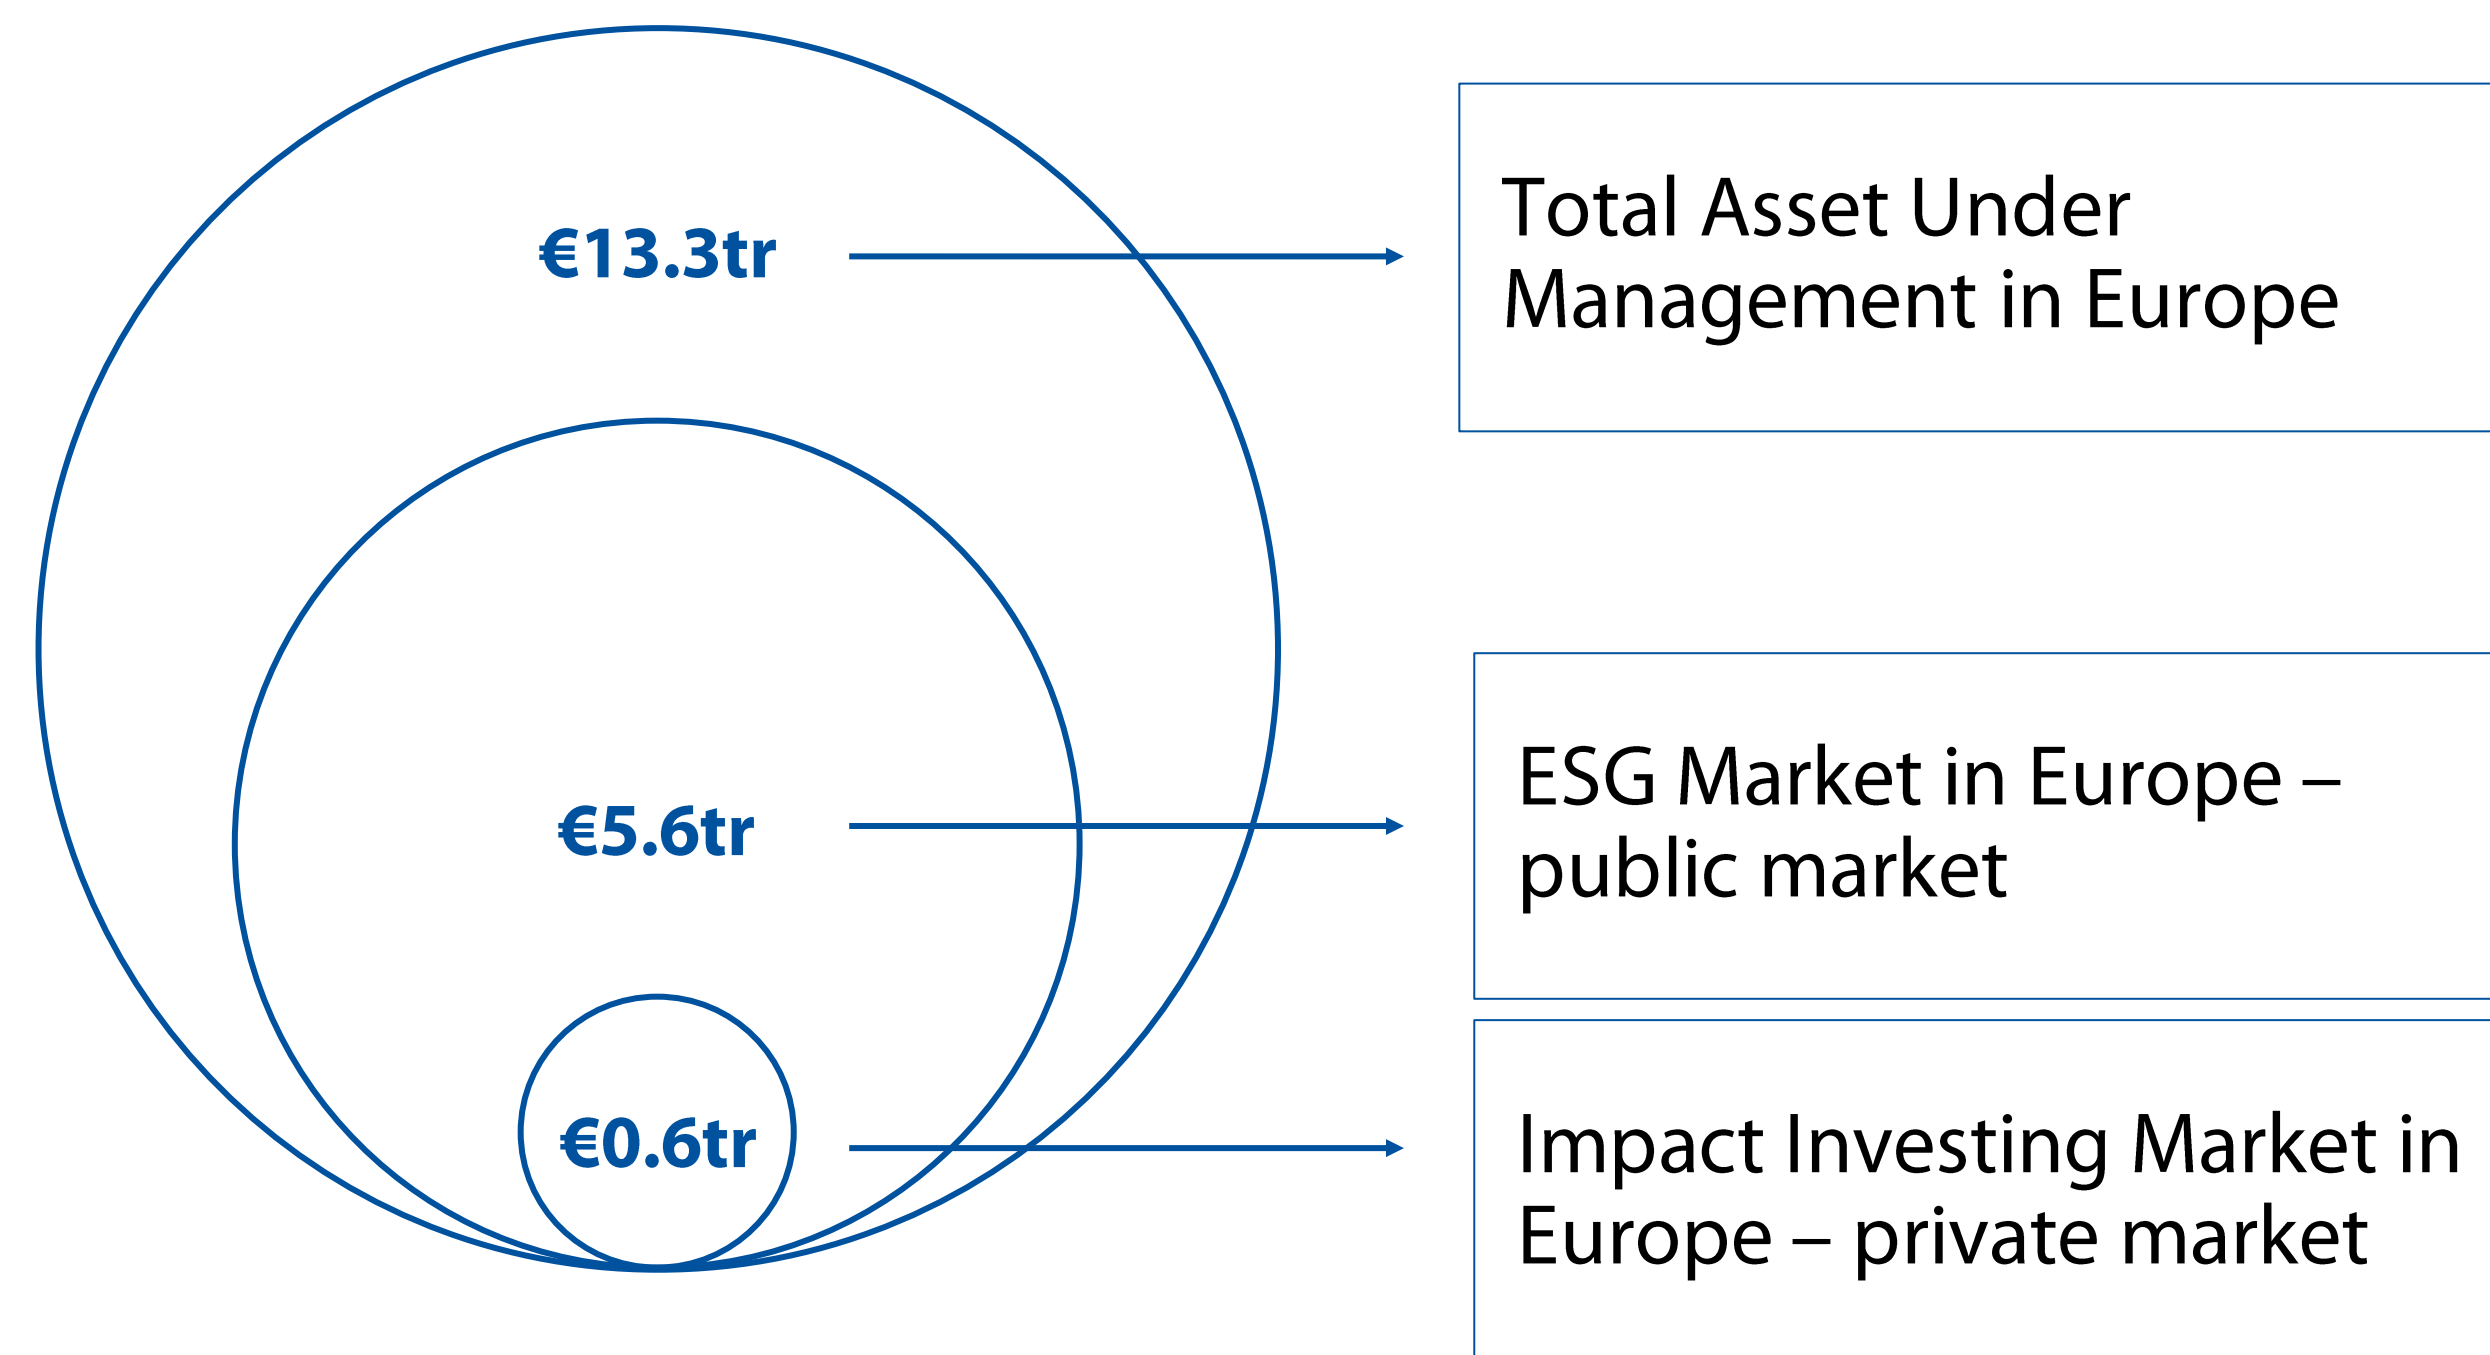 €13.3tr
Total Asset Under
Management in Europe
€5.6tr
ESG Market in Europe –
public market
€0.6tr
Impact Investing Market in
Europe – private market